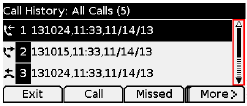 Call History: All Calls (5)
1 131024,11:33,11/14/13
2 131015,11:33,11/14/13
3 131024,11:33,11/14/13
Exit Call Missed More>